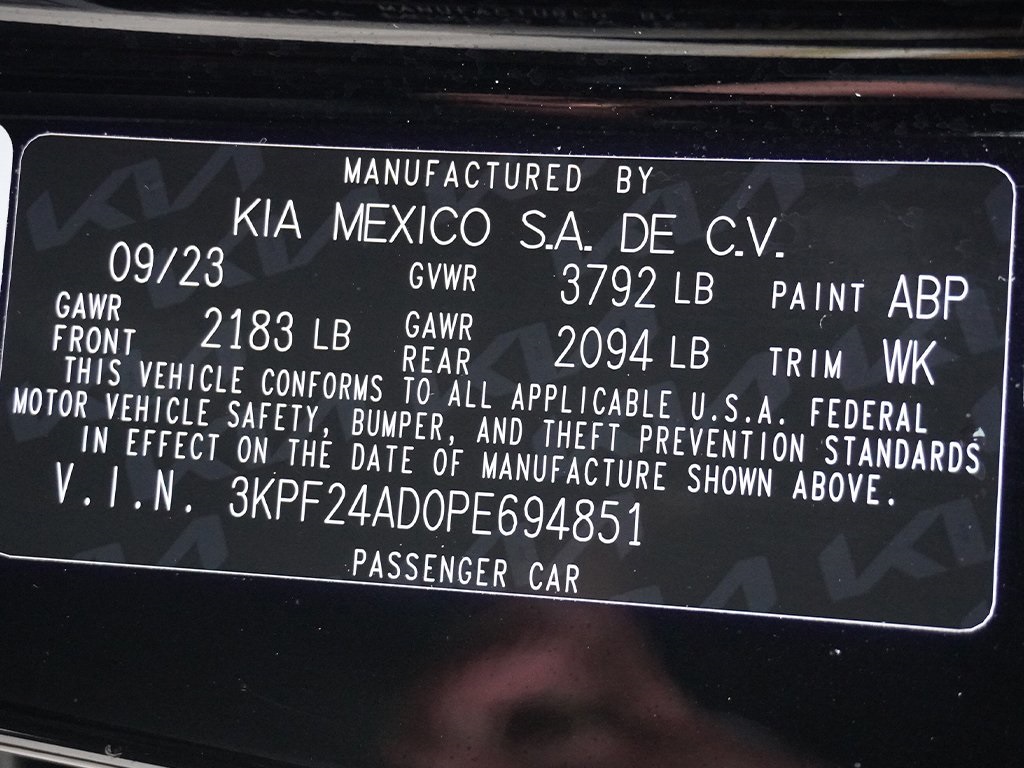 MANUFACTURED BY
KIA MEXICO S.A. DE C.V.
09/23 GVWR 3792 LB PAINT ABP
GAWR FRONT 2183 LB GAWR REAR 2094 LB TRIM WK
THIS VEHICLE CONFORMS TO ALL APPLICABLE U.S.A. FEDERAL
MOTOR VEHICLE SAFETY, BUMPER, AND THEFT PREVENTION STANDARDS
IN EFFECT ON THE DATE OF MANUFACTURE SHOWN ABOVE.
V.I.N. 3KPF24AD0PE694851
PASSENGER CAR